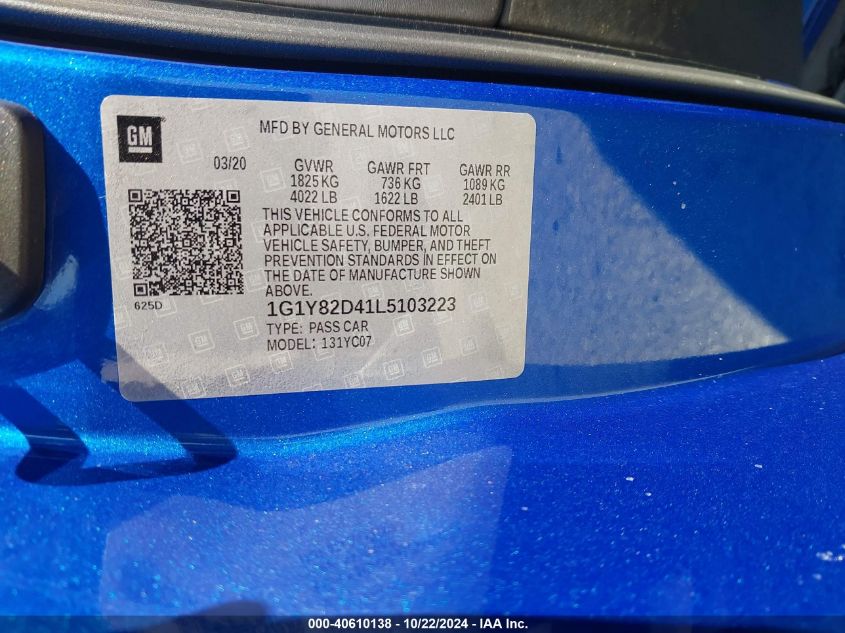 GM
MFD BY GENERAL MOTORS LLC
03/20 GVWR GAWR FRT GAWR RR
1825 KG 736 KG 1089 KG
4022 LB 1622 LB 2401 LB
THIS VEHICLE CONFORMS TO ALL
APPLICABLE U.S. FEDERAL MOTOR
VEHICLE SAFETY, BUMPER, AND THEFT
PREVENTION STANDARDS IN EFFECT ON
THE DATE OF MANUFACTURE SHOWN
ABOVE.
625D
1G1Y82D41L5103223
TYPE: PASS CAR
MODEL: 131YC07
000-40610138 - 10/22/2024 - IAA Inc.